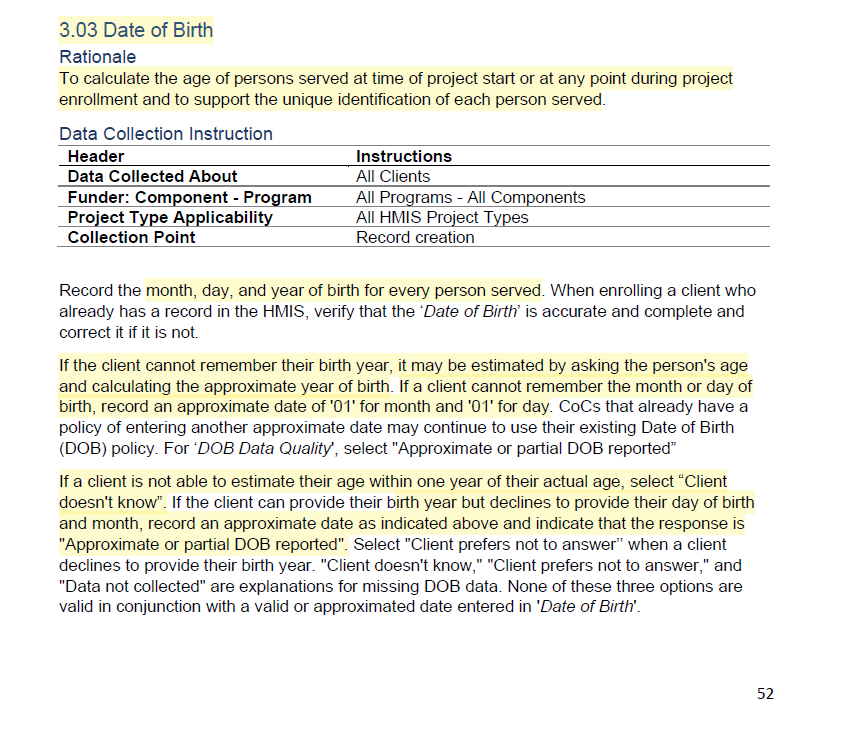 3.03 Date of Birth
Rationale
To calculate the age of persons served at time of project start or at any point during project
enrollment and to support the unique identification of each person served.
Data Collection Instruction
Header Instructions
Data Collected About All Clients
Funder: Component - Program All Programs - All Components
Project Type Applicability All HMIS Project Types
Collection Point Record creation
Record the month, day, and year of birth for every person served. When enrolling a client who
already has a record in the HMIS, verify that the 'Date of Birth' is accurate and complete and
correct it if it is not.
If the client cannot remember their birth year, it may be estimated by asking the person's age
and calculating the approximate year of birth. If a client cannot remember the month or day of
birth, record an approximate date of '01' for month and '01' for day. CoCs that already have a
policy of entering another approximate date may continue to use their existing Date of Birth
(DOB) policy. For 'DOB Data Quality', select "Approximate or partial DOB reported”
If a client is not able to estimate their age within one year of their actual age, select “Client
doesn't know”. If the client can provide their birth year but declines to provide their day of birth
and month, record an approximate date as indicated above and indicate that the response is
"Approximate or partial DOB reported". Select "Client prefers not to answer” when a client
declines to provide their birth year. "Client doesn't know," "Client prefers not to answer," and
"Data not collected" are explanations for missing DOB data. None of these three options are
valid in conjunction with a valid or approximated date entered in 'Date of Birth'.
52